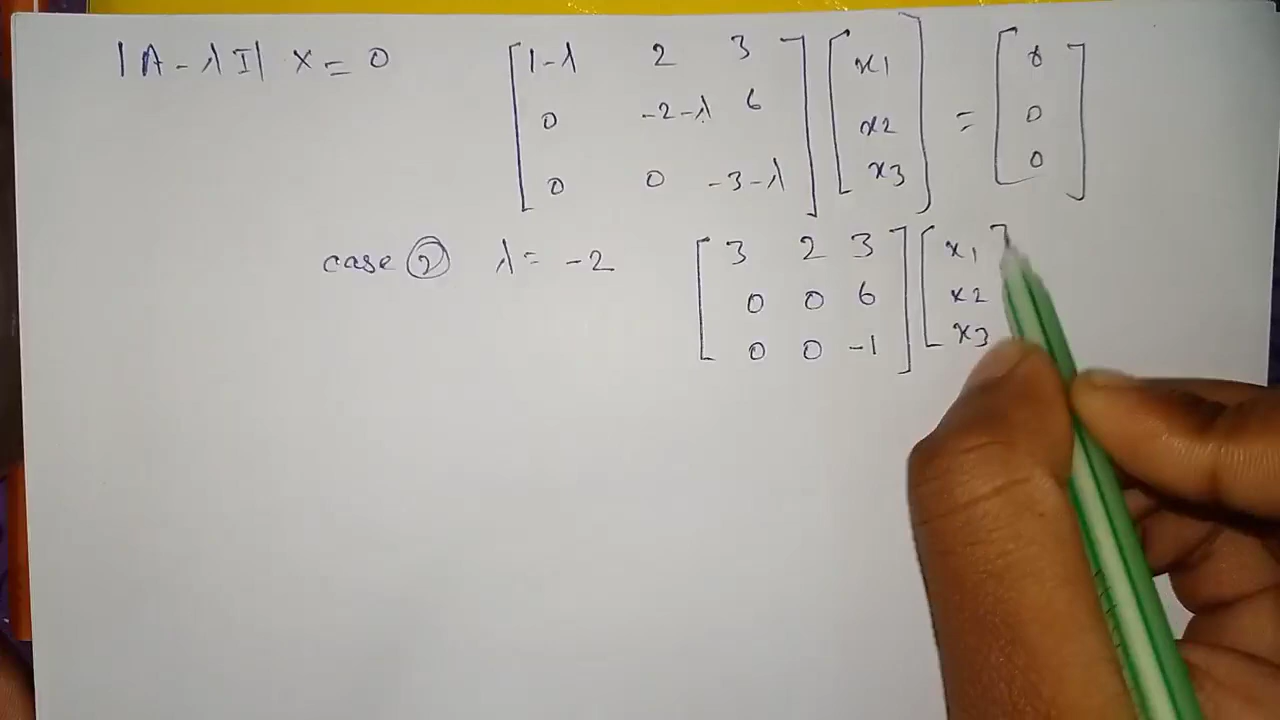 |A - λI| x = 0
[1-λ 2 3] [x1] = [0]
[0 -2-λ 6] [x2] [0]
[0 0 -3-λ] [x3] [0]
case ② λ = -2
[3 2 3] [x1]
[0 0 6] [x2
[0 0 -1] [x3